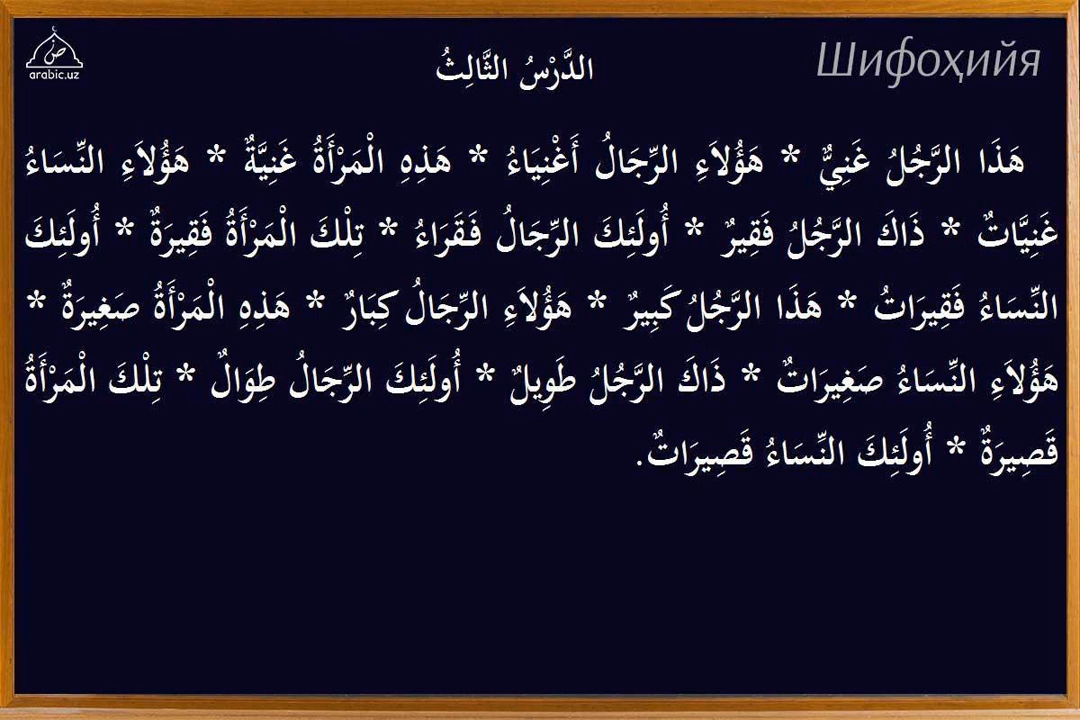 arabic.uz
Шифоҳийя
الدَّرْسُ الثَّالِثُ
هَذَا الرَّجُلُ غَنِيٌّ * هَؤُلاَءِ الرِّجَالُ أَغْنِيَاءُ * هَذِهِ الْمَرْأَةُ غَنِيَّةٌ * هَؤُلاَءِ النِّسَاءُ
غَنِيَّاتٌ * ذَاكَ الرَّجُلُ فَقِيرٌ * أُولَئِكَ الرِّجَالُ فَقَرَاءُ * تِلْكَ الْمَرْأَةُ فَقِيرَةٌ * أُولَئِكَ
النِّسَاءُ فَقِيرَاتُ * هَذَا الرَّجُلُ كَبِيرٌ * هَؤُلاَءِ الرِّجَالُ كِبَارٌ * هَذِهِ الْمَرْأَةُ صَغِيرَةٌ *
هَؤُلاَءِ النِّسَاءُ صَغِيرَاتٌ * ذَاكَ الرَّجُلُ طَوِيلٌ * أُولَئِكَ الرِّجَالُ طِوَالٌ * تِلْكَ الْمَرْأَةُ
قَصِيرَةٌ * أُولَئِكَ النِّسَاءُ قَصِيرَاتٌ.